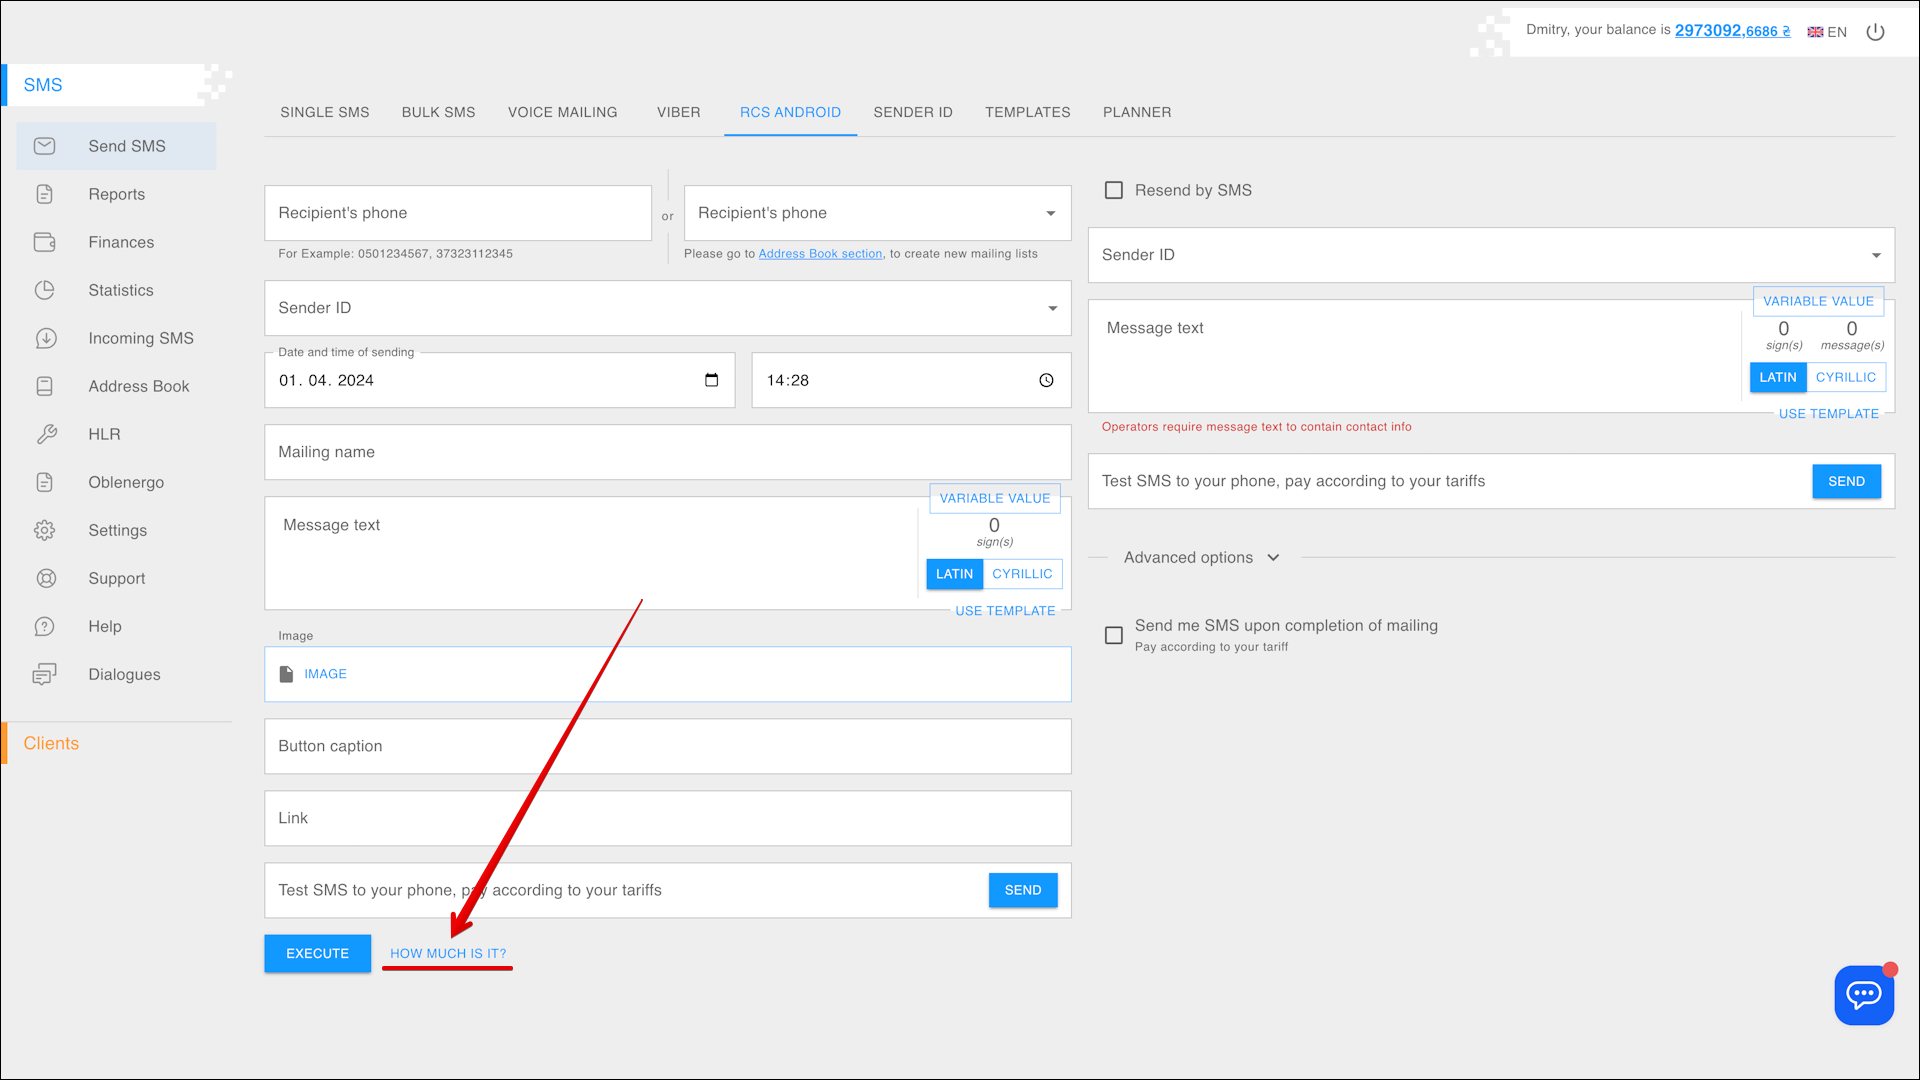 Dmitry, your balance is 2973092,6686 ₴
EN
SMS
SINGLE SMS
BULK SMS
VOICE MAILING
VIBER
RCS ANDROID
SENDER ID
TEMPLATES
PLANNER
Send SMS
Reports
Finances
Statistics
Incoming SMS
Address Book
HLR
Oblenergo
Settings
Support
Help
Dialogues
Clients
Recipient's phone
For Example: 0501234567, 37323112345
or
Recipient's phone
Please go to Address Book section, to create new mailing lists
Sender ID
Date and time of sending
01. 04. 2024
14:28
Mailing name
Message text
VARIABLE VALUE
0
sign(s)
LATIN
CYRILLIC
USE TEMPLATE
Image
IMAGE
Button caption
Link
Test SMS to your phone, pay according to your tariffs
SEND
EXECUTE
HOW MUCH IS IT?
Resend by SMS
Sender ID
Message text
VARIABLE VALUE
0 0
sign(s) message(s)
LATIN
CYRILLIC
USE TEMPLATE
Operators require message text to contain contact info
Test SMS to your phone, pay according to your tariffs
SEND
Advanced options
Send me SMS upon completion of mailing
Pay according to your tariff